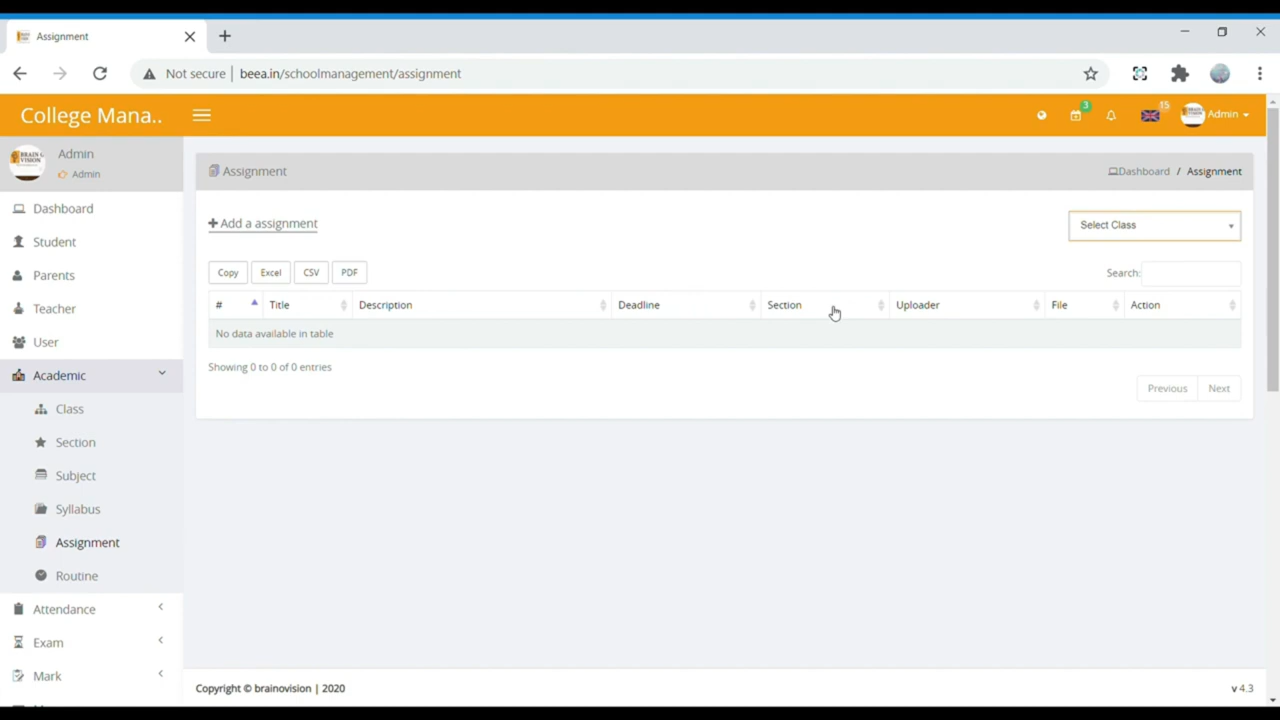 Assignment
Not secure | beea.in/schoolmanagement/assignment
College Mana..
3
15
Admin
Admin
Admin
Dashboard
Student
Parents
Teacher
User
Academic
Class
Section
Subject
Syllabus
Assignment
Routine
Attendance
Exam
Mark
Assignment
Dashboard / Assignment
Add a assignment
Select Class
Copy Excel CSV PDF
Search:
# Title Description Deadline Section Uploader File Action
No data available in table
Showing 0 to 0 of 0 entries
Previous Next
Copyright © brainovision | 2020
v 4.3